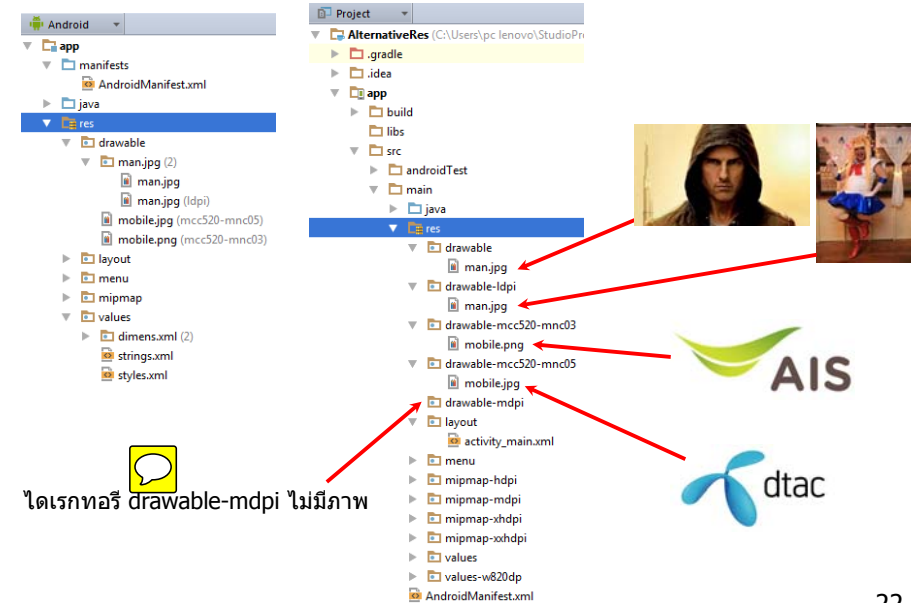 Android
app
manifests
AndroidManifest.xml
java
res
drawable
man.jpg (2)
man.jpg
man.jpg (ldpi)
mobile.jpg (mcc520-mnc05)
mobile.png (mcc520-mnc03)
layout
menu
mipmap
values
dimens.xml (2)
strings.xml
styles.xml
Project
AlternativeRes (C:\Users\pc lenovo\StudioPr
.gradle
.idea
app
build
libs
src
androidTest
main
java
res
drawable
man.jpg
drawable-ldpi
man.jpg
drawable-mcc520-mnc03
mobile.png
drawable-mcc520-mnc05
mobile.jpg
drawable-mdpi
layout
activity_main.xml
menu
mipmap-hdpi
mipmap-mdpi
mipmap-xhdpi
mipmap-xxhdpi
values
values-w820dp
AndroidManifest.xml
AIS
dtac
ไดเรกทอรี drawable-mdpi ไม่มีภาพ